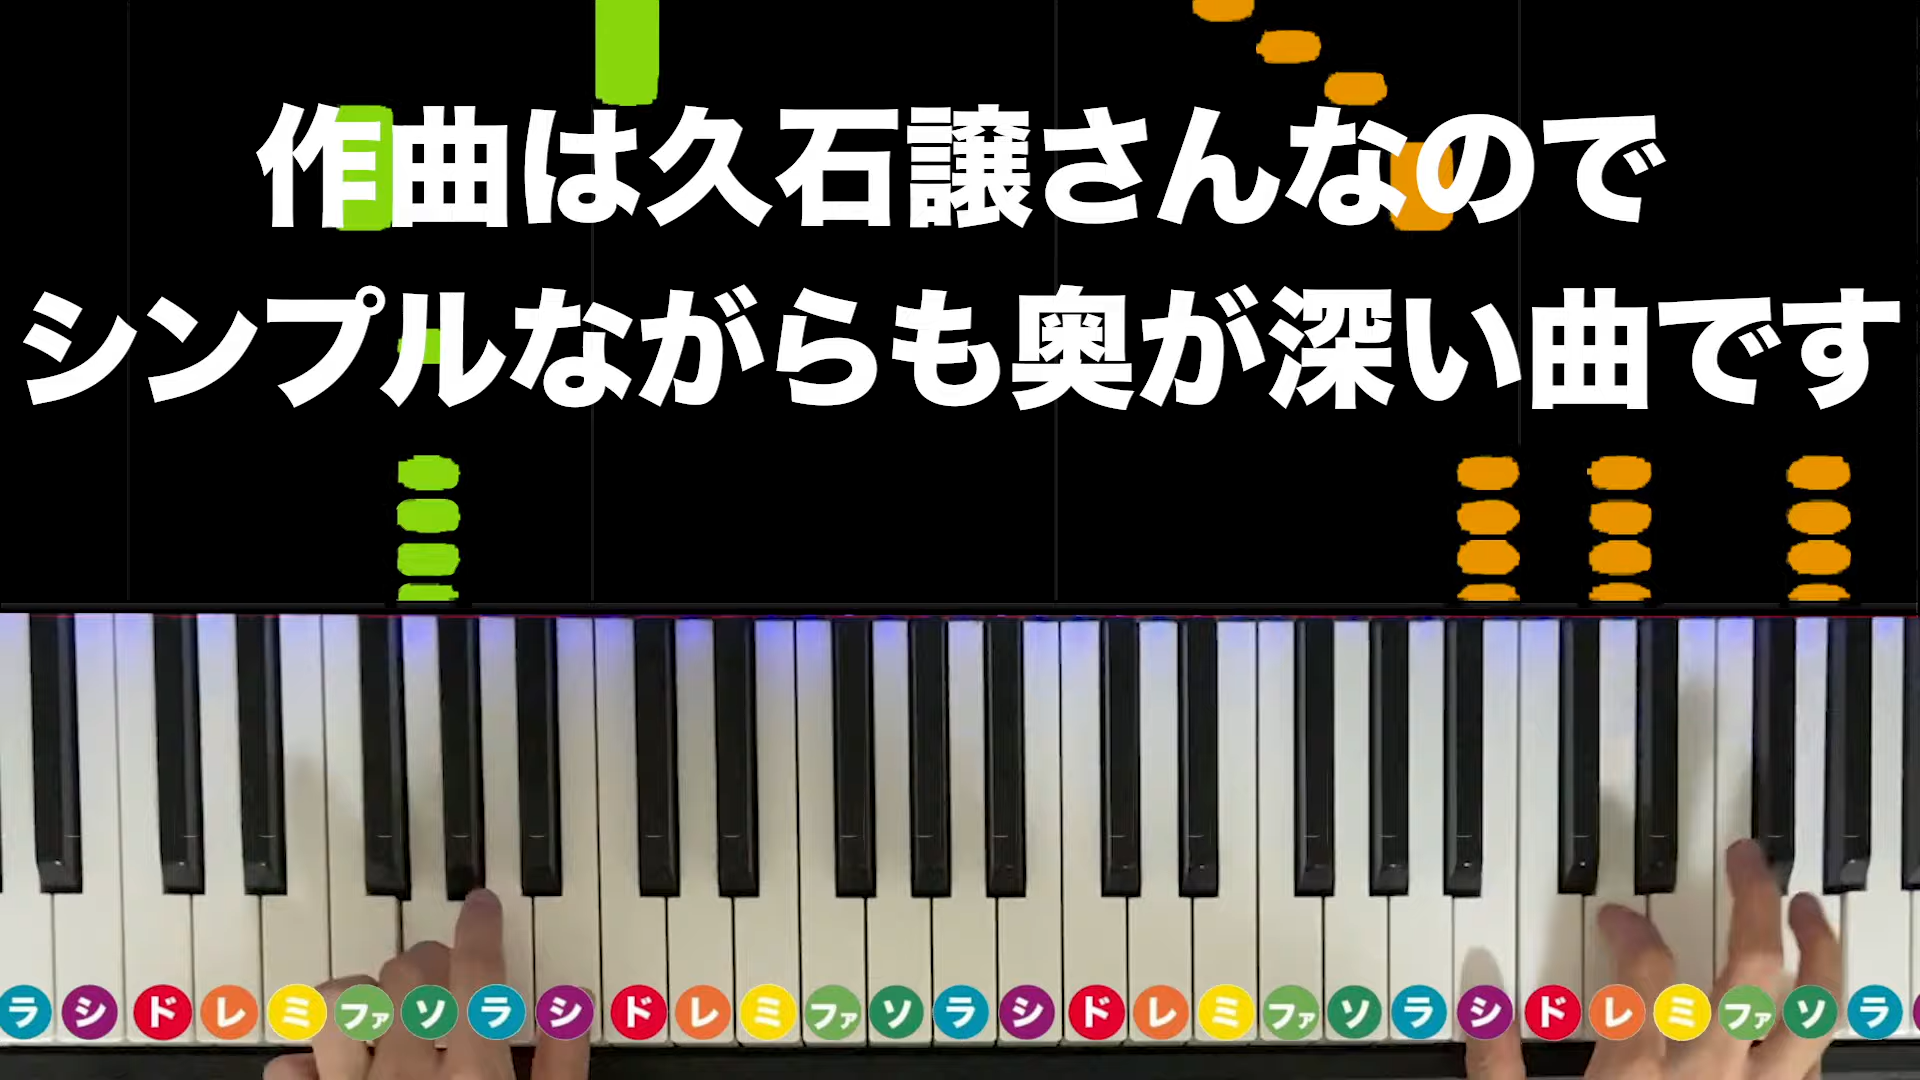 作曲は久石譲さんなので
シンプルながらも奥が深い曲です
ラ シ ド レ ミ ファ ソ ラ シ ド レ ミ ファ ソ ラ シ ド レ ミ ファ ソ ラ シ ド レ ミ ファ ソ ラ